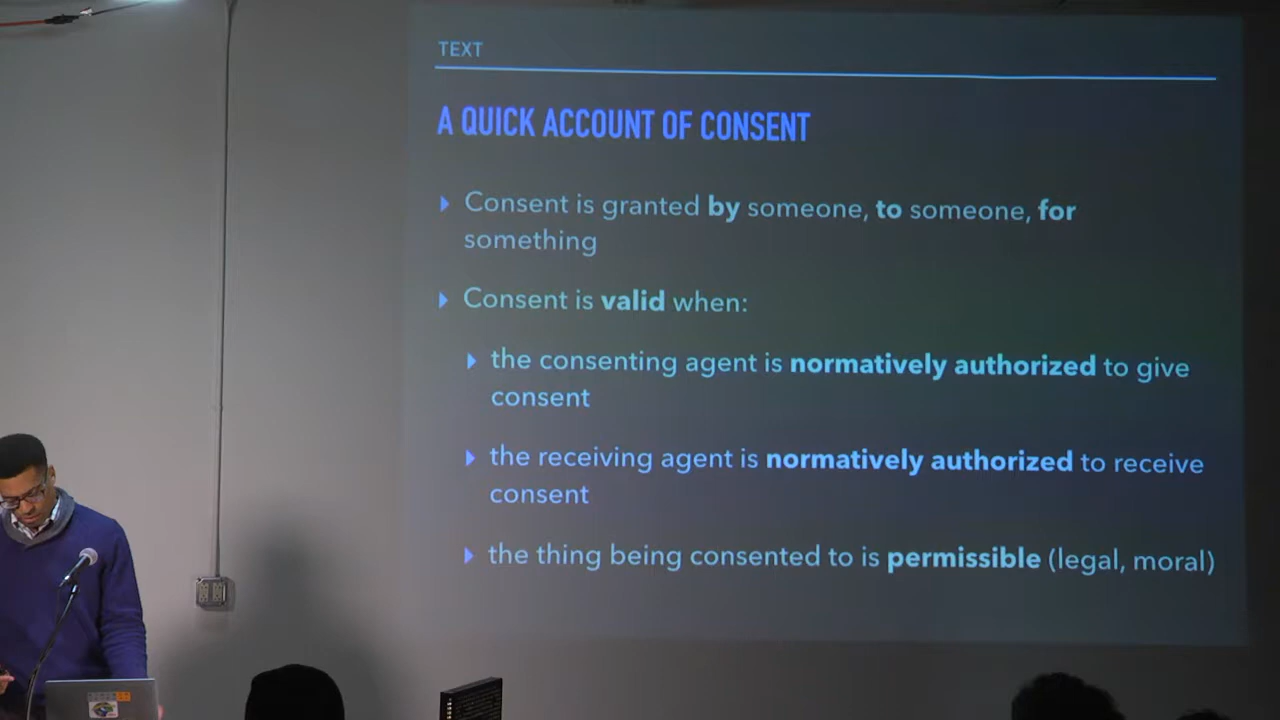 TEXT
A QUICK ACCOUNT OF CONSENT
Consent is granted by someone, to someone, for
something
Consent is valid when:
the consenting agent is normatively authorized to give
consent
the receiving agent is normatively authorized to receive
consent
the thing being consented to is permissible (legal, moral)